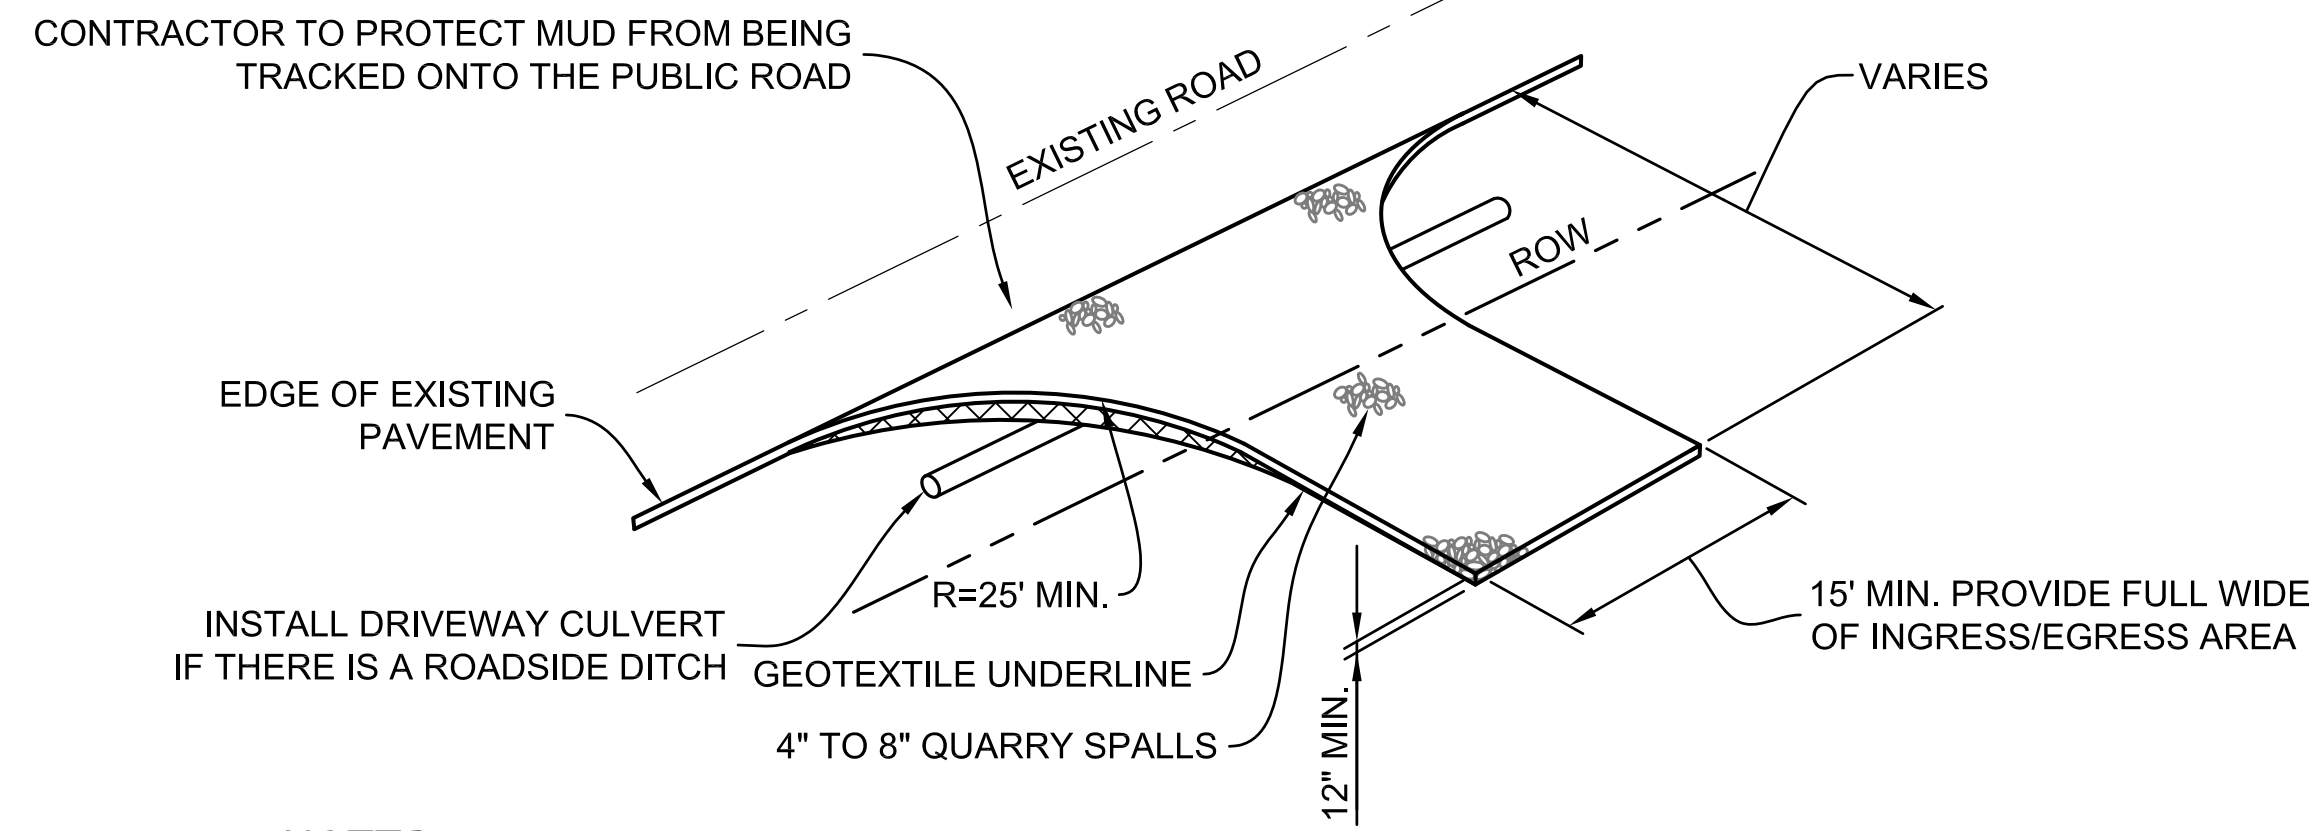 CONTRACTOR TO PROTECT MUD FROM BEING
TRACKED ONTO THE PUBLIC ROAD
EXISTING ROAD
VARIES
ROW
EDGE OF EXISTING
PAVEMENT
R=25' MIN.
INSTALL DRIVEWAY CULVERT
IF THERE IS A ROADSIDE DITCH
GEOTEXTILE UNDERLINE
4" TO 8" QUARRY SPALLS
12" MIN.
15' MIN. PROVIDE FULL WIDE
OF INGRESS/EGRESS AREA